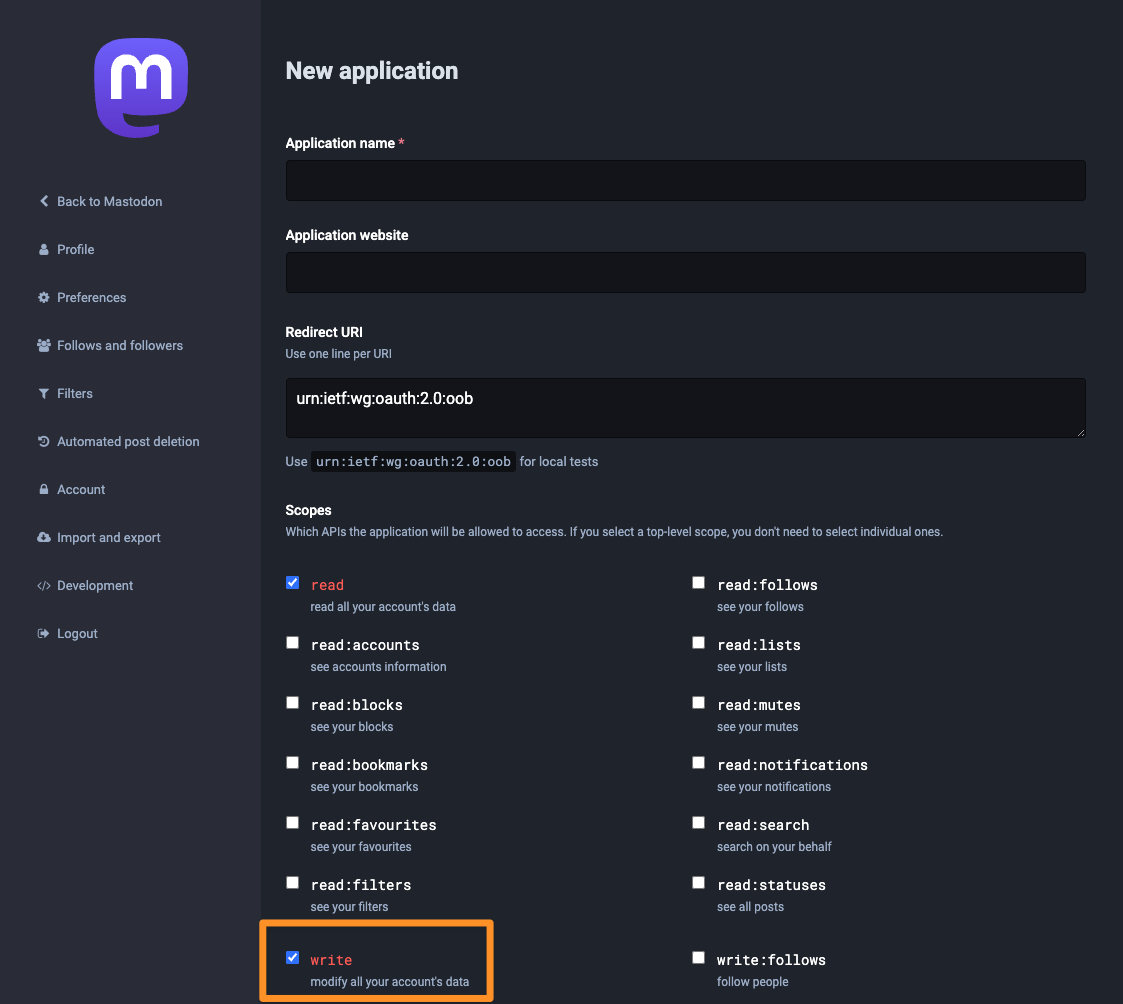 Back to Mastodon
Profile
Preferences
Follows and followers
Filters
Automated post deletion
Account
Import and export
Development
Logout
New application
Application name *
Application website
Redirect URI
Use one line per URI
urn:ietf:wg:oauth:2.0:oob
Use urn:ietf:wg:oauth:2.0:oob for local tests
Scopes
Which APIs the application will be allowed to access. If you select a top-level scope, you don't need to select individual ones.
read
read all your account's data
read:follows
see your follows
read:accounts
see accounts information
read:lists
see your lists
read:blocks
see your blocks
read:mutes
see your mutes
read:bookmarks
see your bookmarks
read:notifications
see your notifications
read:favourites
see your favourites
read:search
search on your behalf
read:filters
see your filters
read:statuses
see all posts
write
modify all your account's data
write:follows
follow people